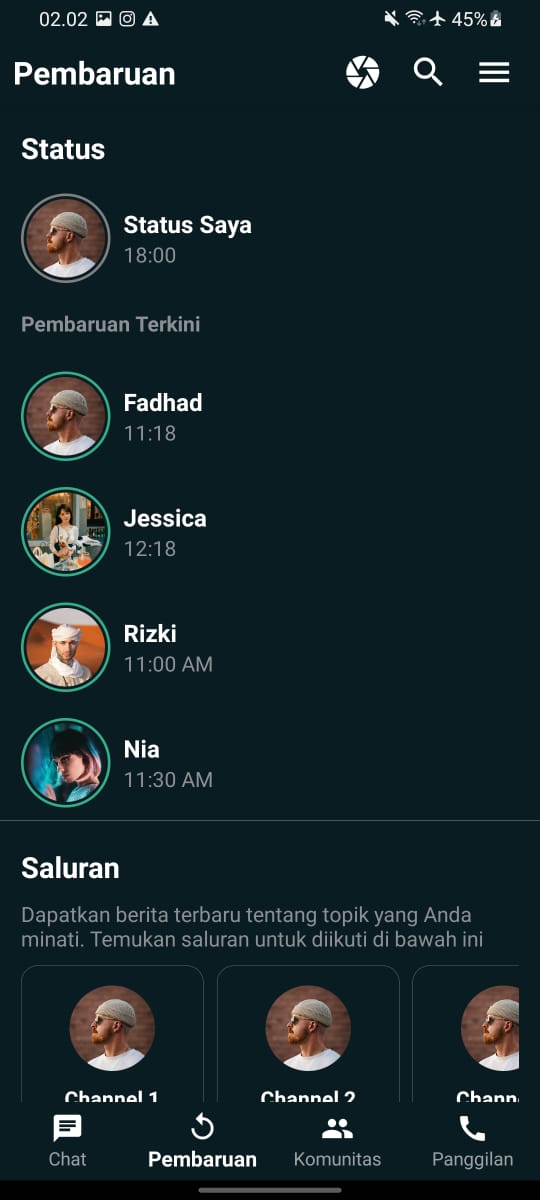 02.02
45%
Pembaruan
Status
Status Saya
18:00
Pembaruan Terkini
Fadhad
11:18
Jessica
12:18
Rizki
11:00 AM
Nia
11:30 AM
Saluran
Dapatkan berita terbaru tentang topik yang Anda
minati. Temukan saluran untuk diikuti di bawah ini
Channel 1 Channel 2 Chann
Chat Pembaruan Komunitas Panggilan